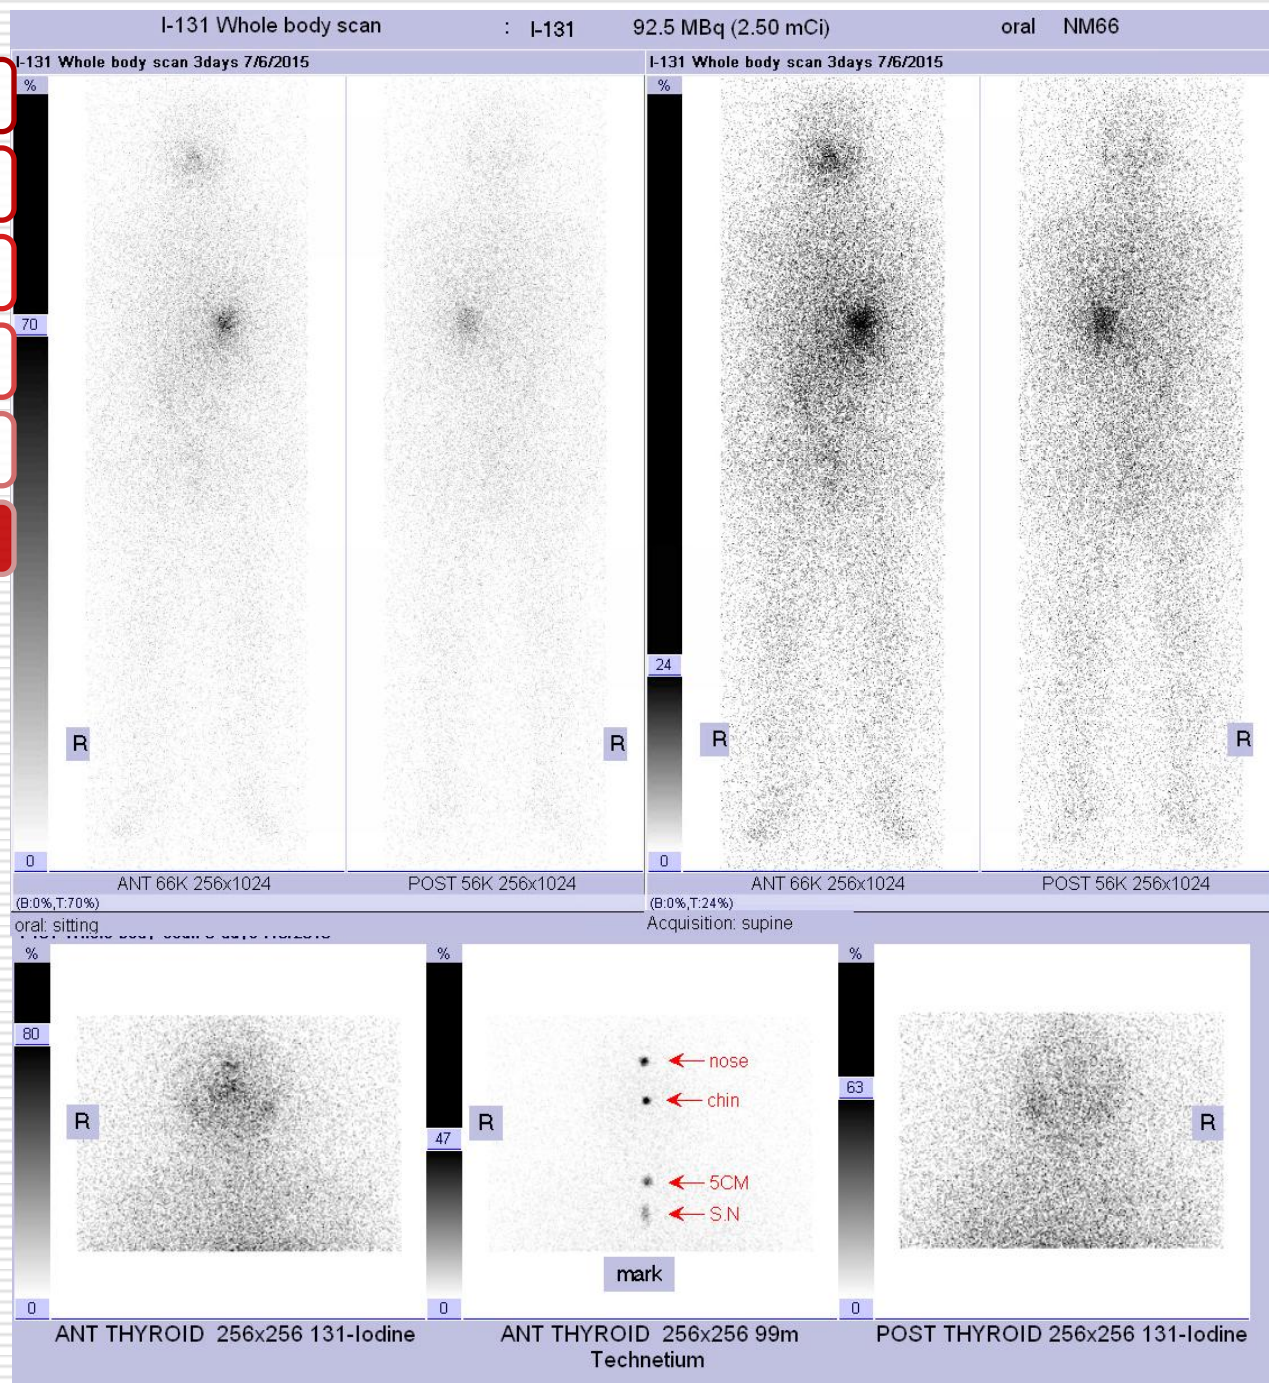 I-131 Whole body scan : I-131 92.5 MBq (2.50 mCi) oral NM66
I-131 Whole body scan 3days 7/6/2015
I-131 Whole body scan 3days 7/6/2015
%
%
70
24
R
R
R
R
0
0
ANT 66K 256x1024
POST 56K 256x1024
ANT 66K 256x1024
POST 56K 256x1024
(B:0%,T:70%)
(B:0%,T:24%)
oral: sitting
Acquisition: supine
%
%
%
80
nose
63
chin
R
R
R
47
5CM
S.N
mark
0
0
0
ANT THYROID 256x256 131-Iodine
ANT THYROID 256x256 99m
Technetium
POST THYROID 256x256 131-Iodine